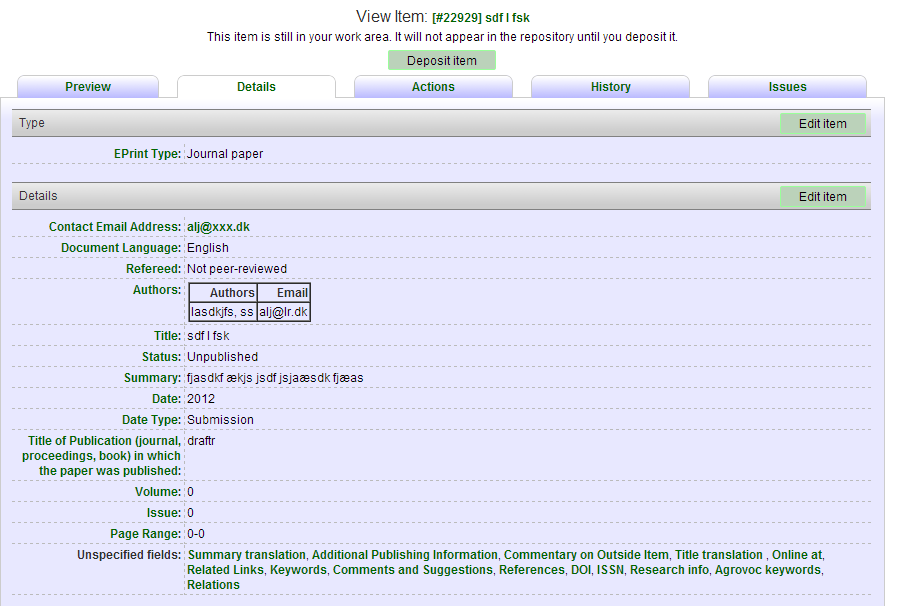 View Item: [#22929] sdf l fsk
This item is still in your work area. It will not appear in the repository until you deposit it.
Deposit item
Preview Details Actions History Issues
Type Edit item
EPrint Type: Journal paper
Details Edit item
Contact Email Address: alj@xxx.dk
Document Language: English
Refereed: Not peer-reviewed
Authors: Authors Email
lasdkjfs, ss alj@lr.dk
Title: sdf l fsk
Status: Unpublished
Summary: fjasdkf ækjs jsdf jsjaæsdk fjæas
Date: 2012
Date Type: Submission
Title of Publication (journal, draftr
proceedings, book) in which
the paper was published:
Volume: 0
Issue: 0
Page Range: 0-0
Unspecified fields: Summary translation, Additional Publishing Information, Commentary on Outside Item, Title translation , Online at,
Related Links, Keywords, Comments and Suggestions, References, DOI, ISSN, Research info, Agrovoc keywords,
Relations